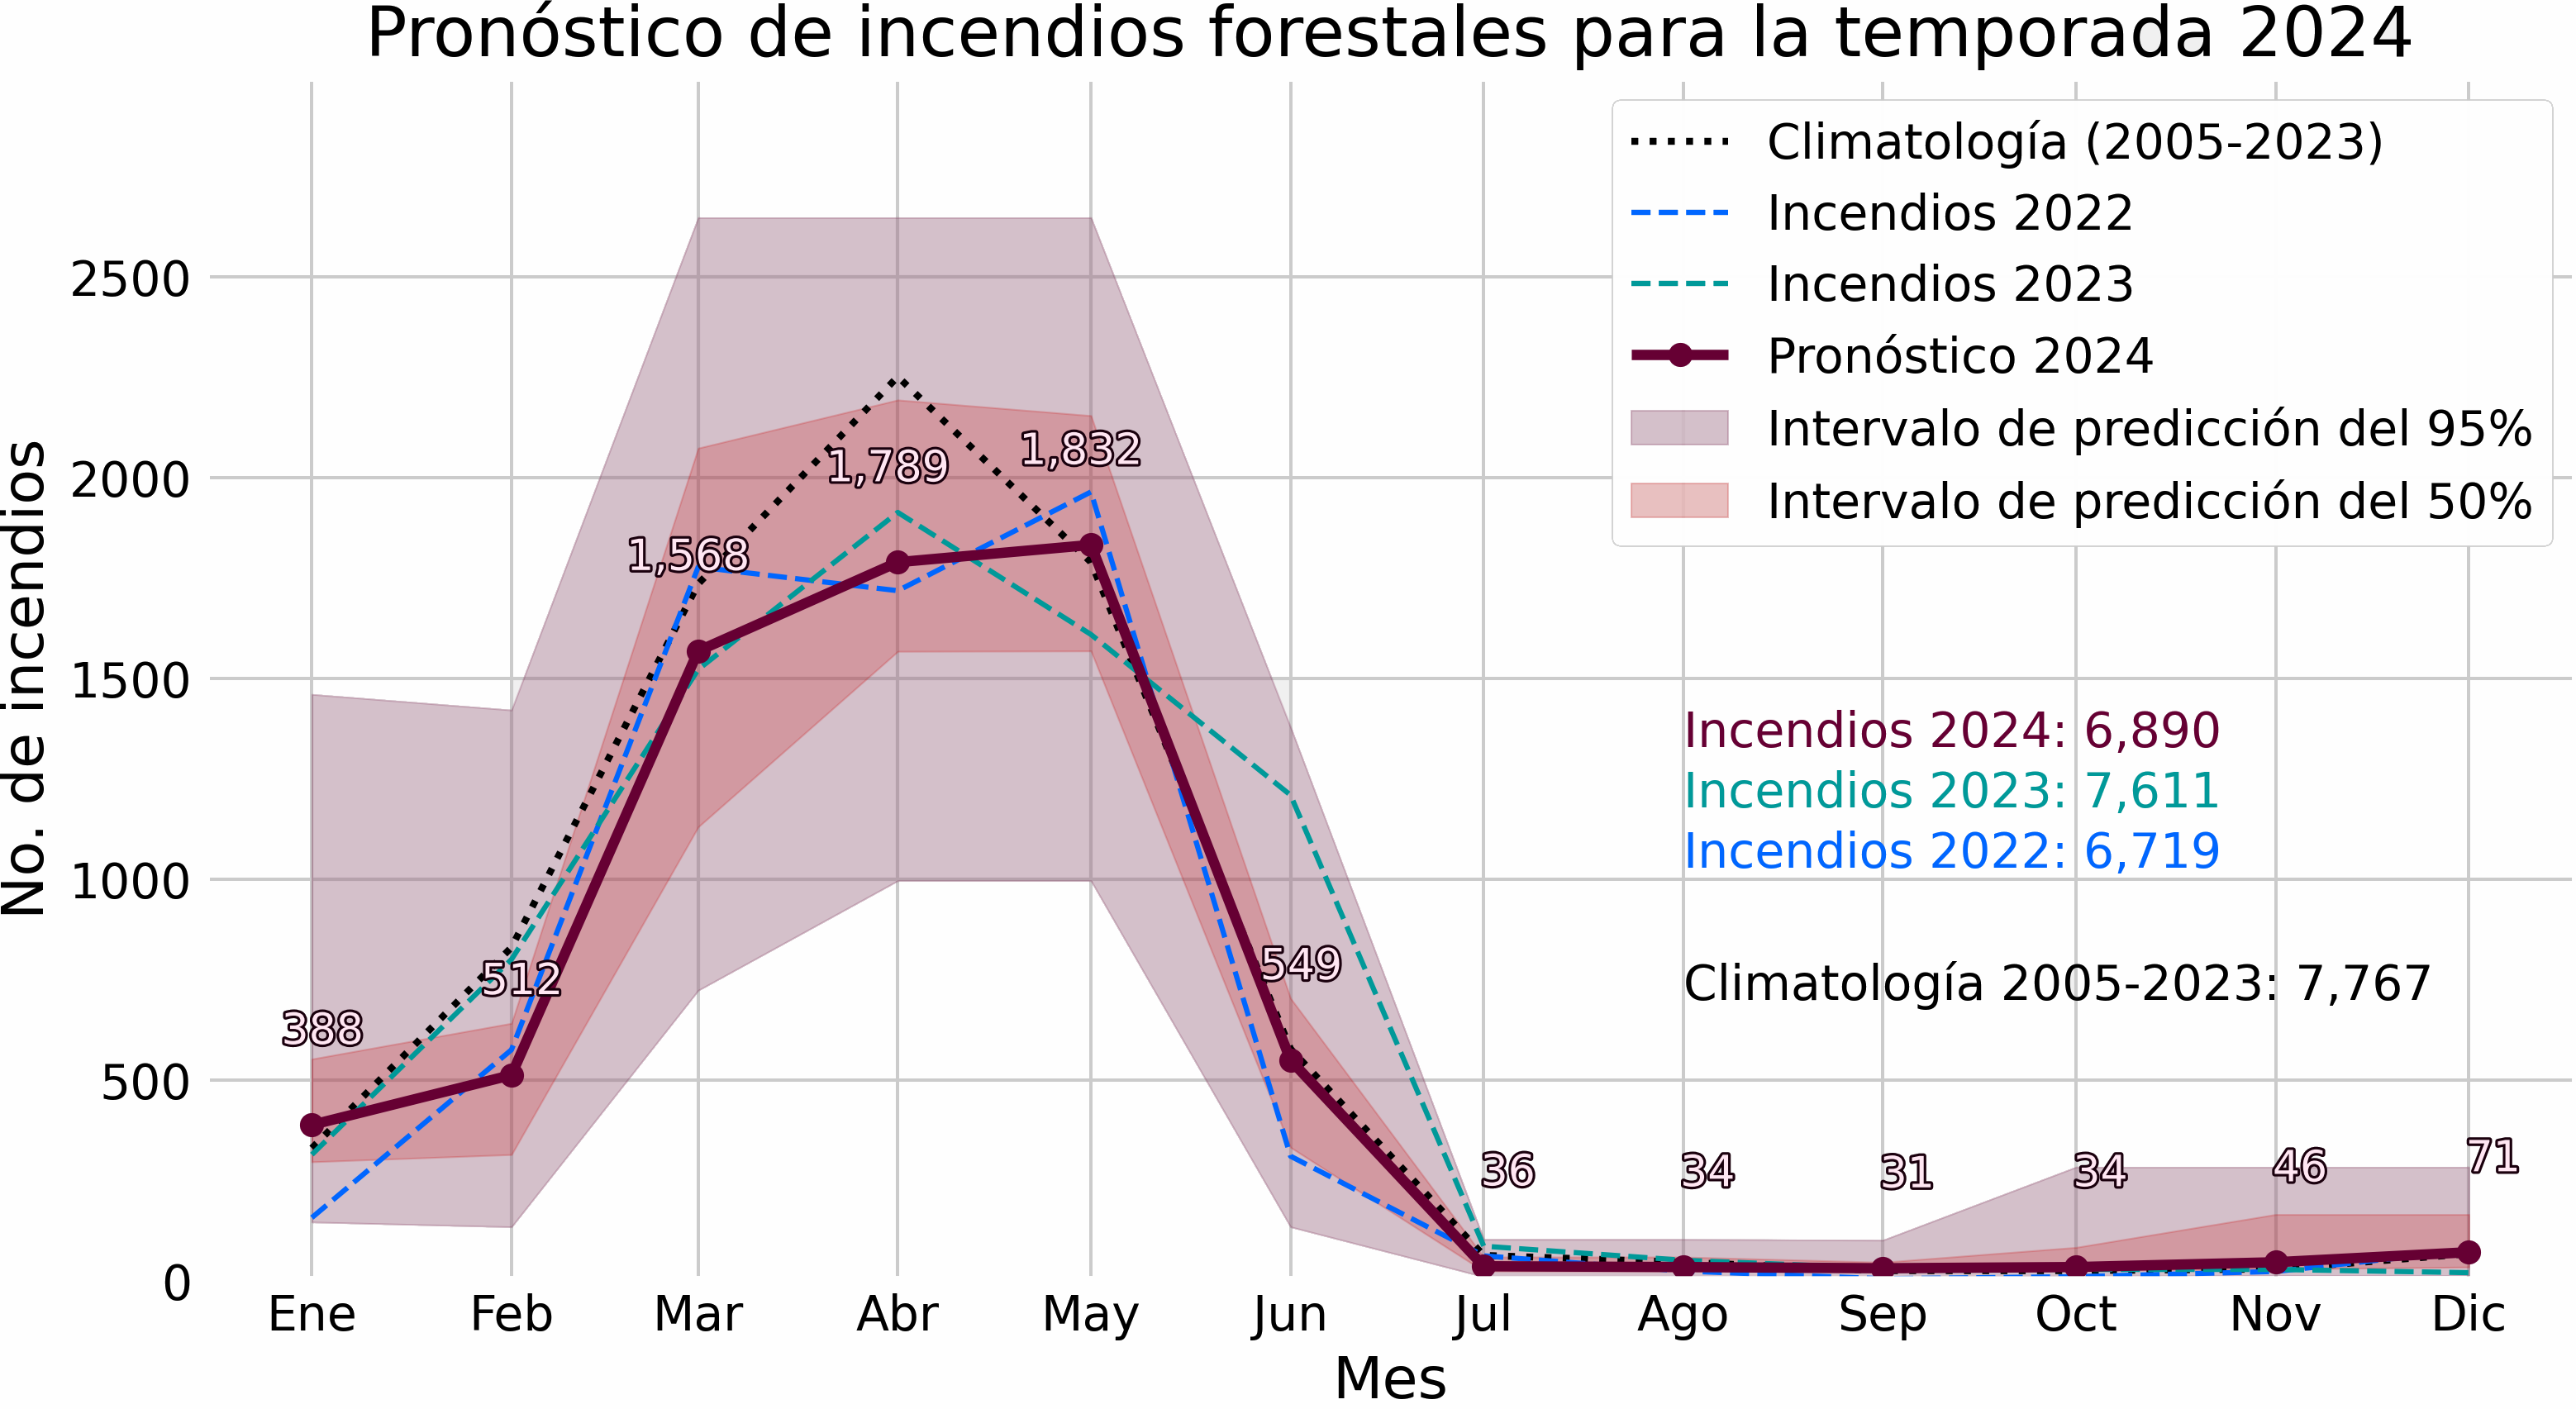 Pronóstico de incendios forestales para la temporada 2024
Climatología (2005-2023)
Incendios 2022
Incendios 2023
Pronóstico 2024
Intervalo de predicción del 95%
Intervalo de predicción del 50%
No. de incendios
2500
2000
1500
1000
500
0
388
512
1,568
1,789
1,832
549
36
34
31
34
46
71
Incendios 2024: 6,890
Incendios 2023: 7,611
Incendios 2022: 6,719
Climatología 2005-2023: 7,767
Ene Feb Mar Abr May Jun Jul Ago Sep Oct Nov Dic
Mes